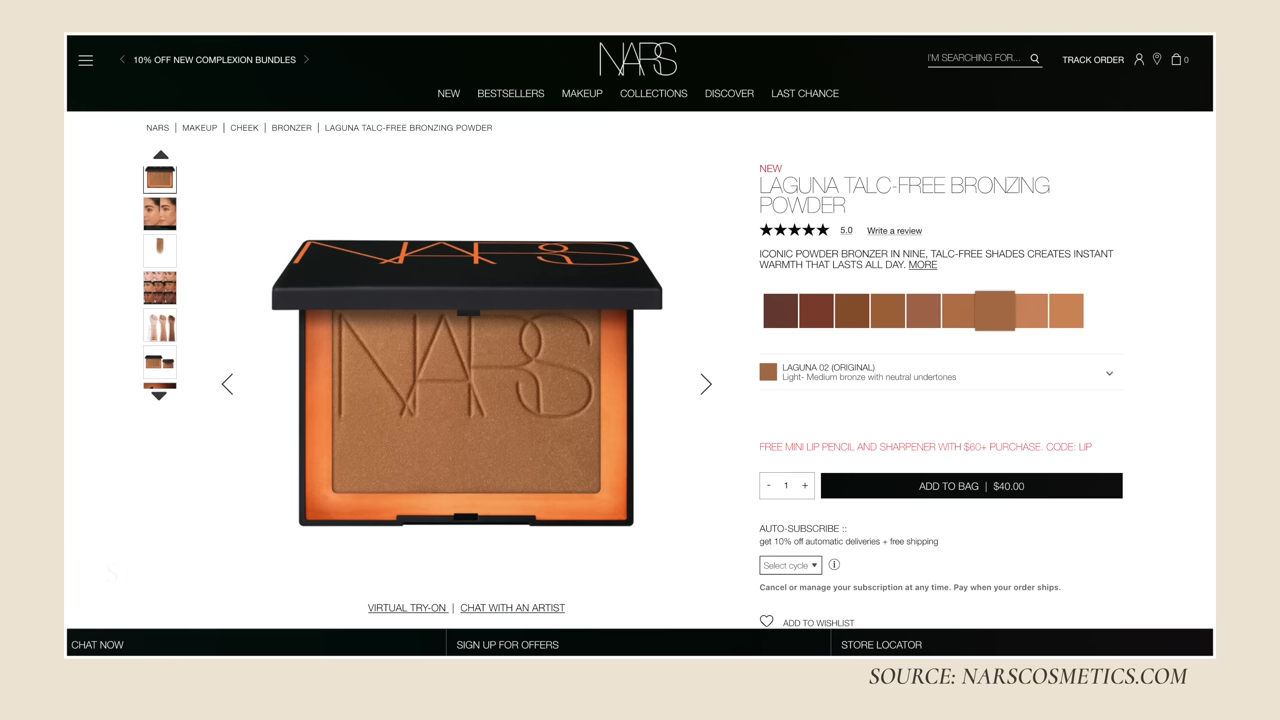 10% OFF NEW COMPLEXION BUNDLES
NARS
I'M SEARCHING FOR...
TRACK ORDER
0
NEW
BESTSELLERS
MAKEUP
COLLECTIONS
DISCOVER
LAST CHANCE
NARS | MAKEUP | CHEEK | BRONZER | LAGUNA TALC-FREE BRONZING POWDER
NARS
NARS
NEW
LAGUNA TALC-FREE BRONZING
POWDER
5.0 Write a review
ICONIC POWDER BRONZER IN NINE, TALC-FREE SHADES CREATES INSTANT
WARMTH THAT LASTS ALL DAY. MORE
LAGUNA 02 (ORIGINAL)
Light- Medium bronze with neutral undertones
FREE MINI LIP PENCIL AND SHARPENER WITH $60+ PURCHASE. CODE: LIP
- 1 +
ADD TO BAG | $40.00
AUTO-SUBSCRIBE ::
get 10% off automatic deliveries + free shipping
Select cycle
Cancel or manage your subscription at any time. Pay when your order ships.
ADD TO WISHLIST
VIRTUAL TRY-ON | CHAT WITH AN ARTIST
CHAT NOW
SIGN UP FOR OFFERS
STORE LOCATOR
SOURCE: NARSCOSMETICS.COM